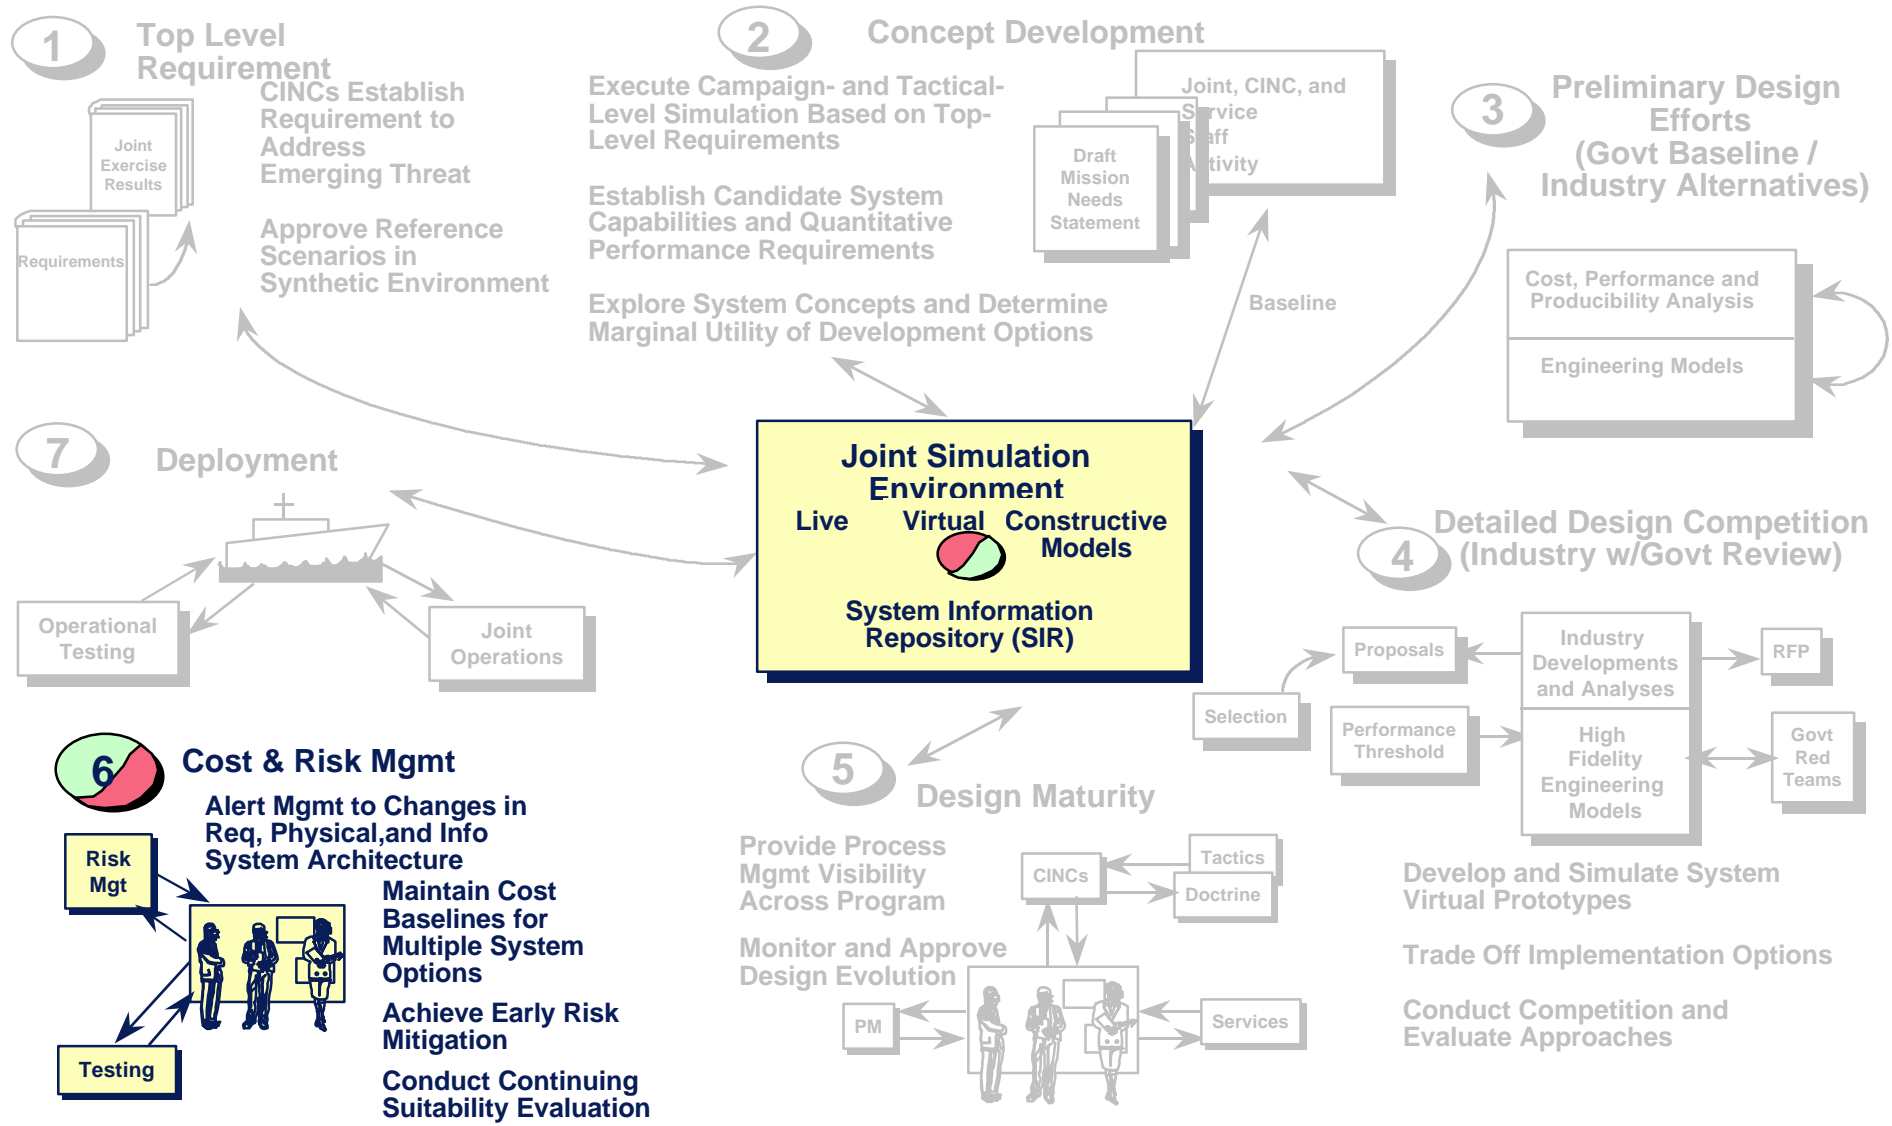 1
Top Level
Requirement
CINCs Establish
Requirement to
Address
Emerging Threat
Approve Reference
Scenarios in
Synthetic Environment
Joint
Exercise
Results
Requirements
2
Concept Development
Execute Campaign- and Tactical-
Level Simulation Based on Top-
Level Requirements
Establish Candidate System
Capabilities and Quantitative
Performance Requirements
Explore System Concepts and Determine
Marginal Utility of Development Options
Joint, CINC, and
Service
Staff
Activity
Draft
Mission
Needs
Statement
Baseline
3
Preliminary Design
Efforts
(Govt Baseline /
Industry Alternatives)
Cost, Performance and
Producibility Analysis
Engineering Models
7
Deployment
Operational
Testing
Joint
Operations
Joint Simulation
Environment
Live Virtual Constructive
Models
System Information
Repository (SIR)
4
Detailed Design Competition
(Industry w/Govt Review)
Proposals
Industry
Developments
and Analyses
RFP
Selection
Performance
Threshold
High
Fidelity
Engineering
Models
Govt
Red
Teams
Develop and Simulate System
Virtual Prototypes
Trade Off Implementation Options
Conduct Competition and
Evaluate Approaches
6
Cost & Risk Mgmt
Alert Mgmt to Changes in
Req, Physical,and Info
System Architecture
Risk
Mgt
Maintain Cost
Baselines for
Multiple System
Options
Achieve Early Risk
Mitigation
Testing
Conduct Continuing
Suitability Evaluation
5
Design Maturity
Provide Process
Mgmt Visibility
Across Program
Monitor and Approve
Design Evolution
CINCs
Tactics
Doctrine
PM
Services